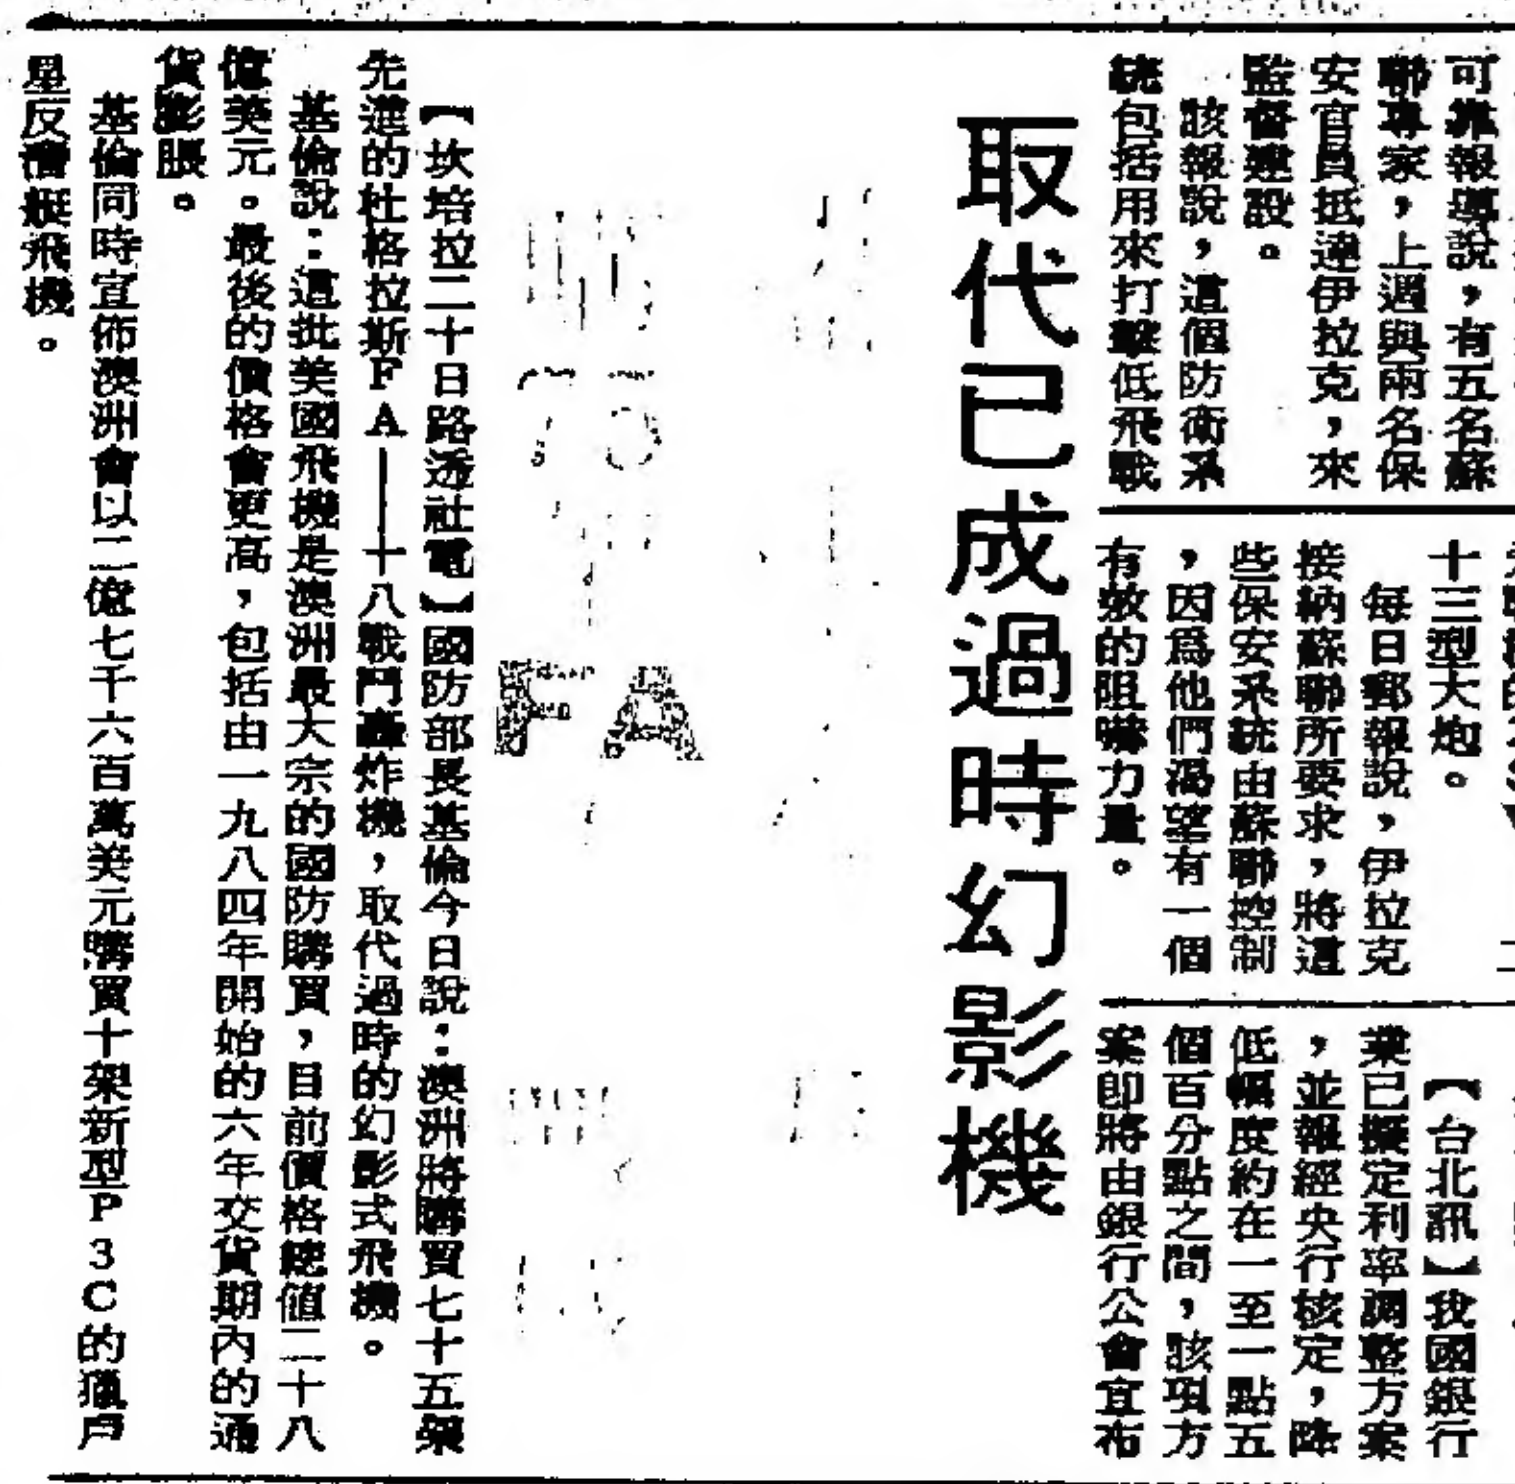 可靠報導說，有五名蘇
聯專家，上週與兩名保
安官員抵達伊拉克，來
監督建設。
該報說，這個防衛系
統包括用來打擊低飛戰
十三型大炮。
每日郵報說，伊拉克
接納蘇聯所要求，將這
些保安系統由蘇聯控制
，因爲他們渴望有一個
有效的阻嚇力量。
【台北訊】我國銀行
業已擬定利率調整方案
，並報經央行核定，降
低幅度約在一至一點五
個百分點之間，該項方
案即將由銀行公會宣布
取代已成過時幻影機
FA
【坎培拉二十日路透社電】國防部長基倫今日說：澳洲將購買七十五架
先進的杜格拉斯FA——十八戰鬥轟炸機，取代過時的幻影式飛機。
基倫說：這批美國飛機是澳洲最大宗的國防購買，目前價格總值二十八
億美元。最後的價格會更高，包括由一九八四年開始的六年交貨期內的通
貨膨脹。
基倫同時宣佈澳洲會以二億七千六百萬美元購買十架新型P3C的獵戶
星反潛艇飛機。